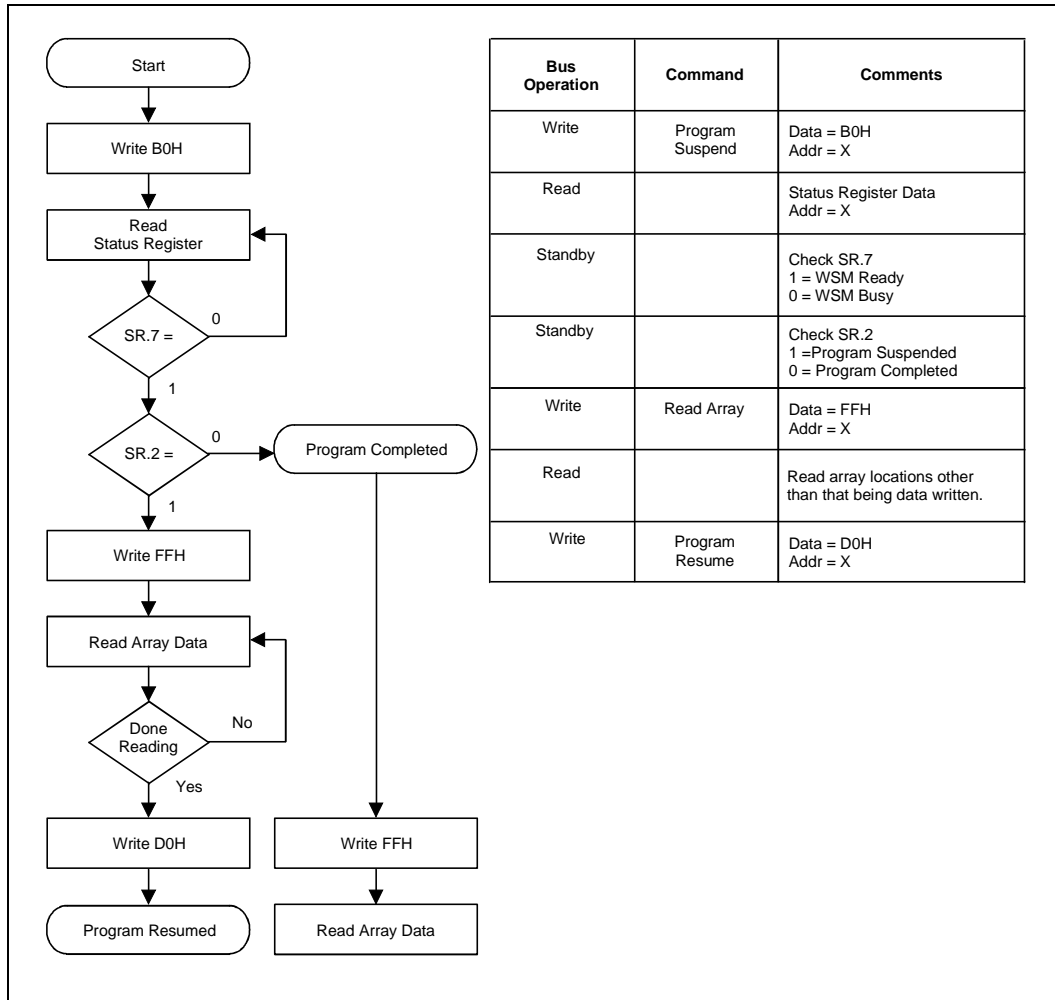 Start
Write B0H
Read
Status Register
0
SR.7 =
1
0
SR.2 =
Program Completed
1
Write FFH
Read Array Data
Done
Reading
No
Yes
Write D0H
Write FFH
Program Resumed
Read Array Data
Bus
Operation
Command
Comments
Write
Program
Suspend
Data = B0H
Addr = X
Read
Status Register Data
Addr = X
Standby
Check SR.7
1 = WSM Ready
0 = WSM Busy
Standby
Check SR.2
1 =Program Suspended
0 = Program Completed
Write
Read Array
Data = FFH
Addr = X
Read
Read array locations other
than that being data written.
Write
Program
Resume
Data = D0H
Addr = X